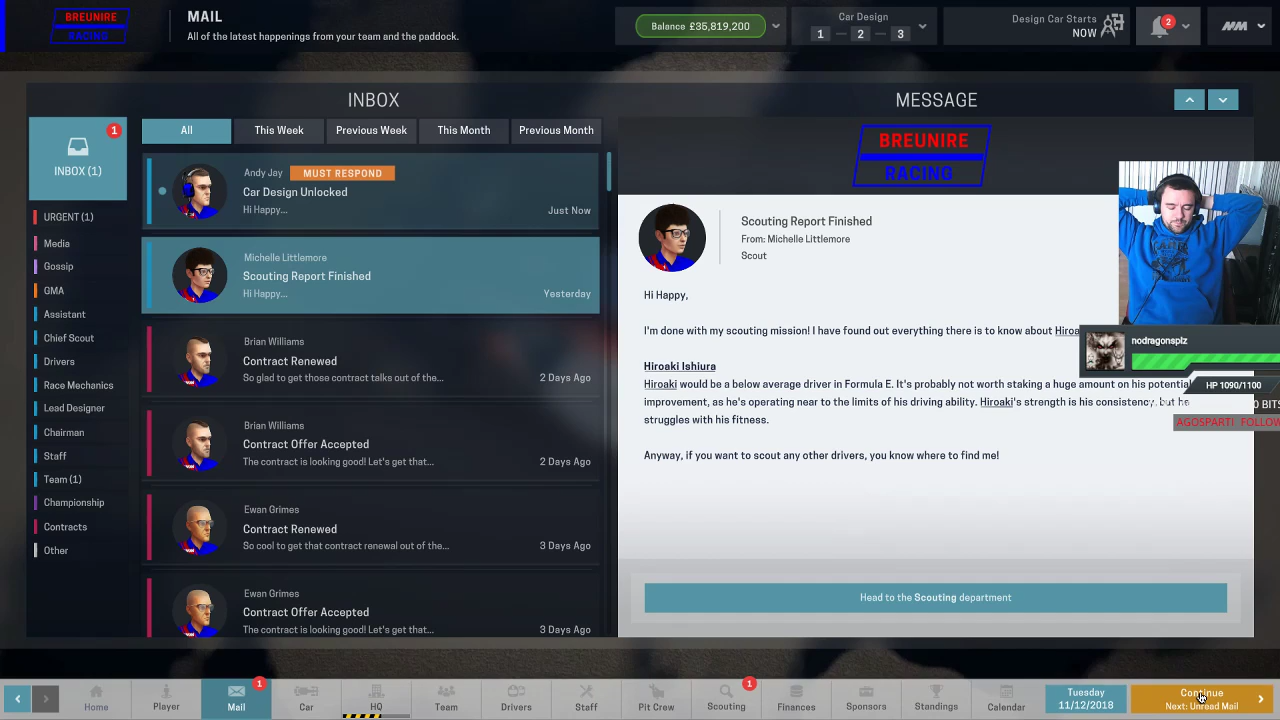 BREUNIRE
RACING
MAIL
All of the latest happenings from your team and the paddock.
Balance £35,819,200
Car Design
1 – 2 – 3
Design Car Starts
NOW
2
INBOX
MESSAGE
1
INBOX (1)
URGENT (1)
Media
Gossip
GMA
Assistant
Chief Scout
Drivers
Race Mechanics
Lead Designer
Chairman
Staff
Team (1)
Championship
Contracts
Other
All
This Week
Previous Week
This Month
Previous Month
Andy Jay
MUST RESPOND
Car Design Unlocked
Hi Happy...
Just Now
Michelle Littlemore
Scouting Report Finished
Hi Happy...
Yesterday
Brian Williams
Contract Renewed
So glad to get those contract talks out of the...
2 Days Ago
Brian Williams
Contract Offer Accepted
The contract is looking good! Let's get that...
2 Days Ago
Ewan Grimes
Contract Renewed
So cool to get that contract renewal out of the...
3 Days Ago
Ewan Grimes
Contract Offer Accepted
The contract is looking good! Let's get that...
3 Days Ago
BREUNIRE
RACING
Scouting Report Finished
From: Michelle Littlemore
Scout
Hi Happy,
I'm done with my scouting mission! I have found out everything there is to know about Hiroa
Hiroaki Ishiura
Hiroaki would be a below average driver in Formula E. It's probably not worth staking a huge amount on his potential
improvement, as he's operating near to the limits of his driving ability. Hiroaki's strength is his consistency, but he
struggles with his fitness.
Anyway, if you want to scout any other drivers, you know where to find me!
Head to the Scouting department
nodragonsplz
HP 1090/1100
0 BITS
AGOSPARTI FOLLOW
Home
Player
Mail
1
Car
HQ
Team
Drivers
Staff
Pit Crew
Scouting
1
Finances
Sponsors
Standings
Calendar
Tuesday
11/12/2018
Continue
Next: Unread Mail